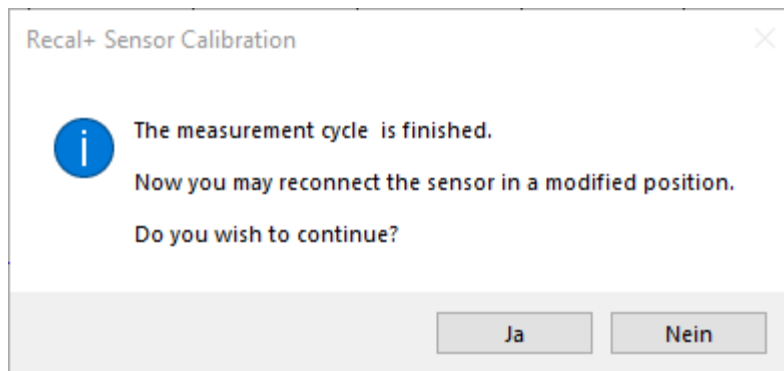 Recal+ Sensor Calibration
The measurement cycle  is finished.
Now you may reconnect the sensor in a modified position.
Do you wish to continue?
Ja
Nein